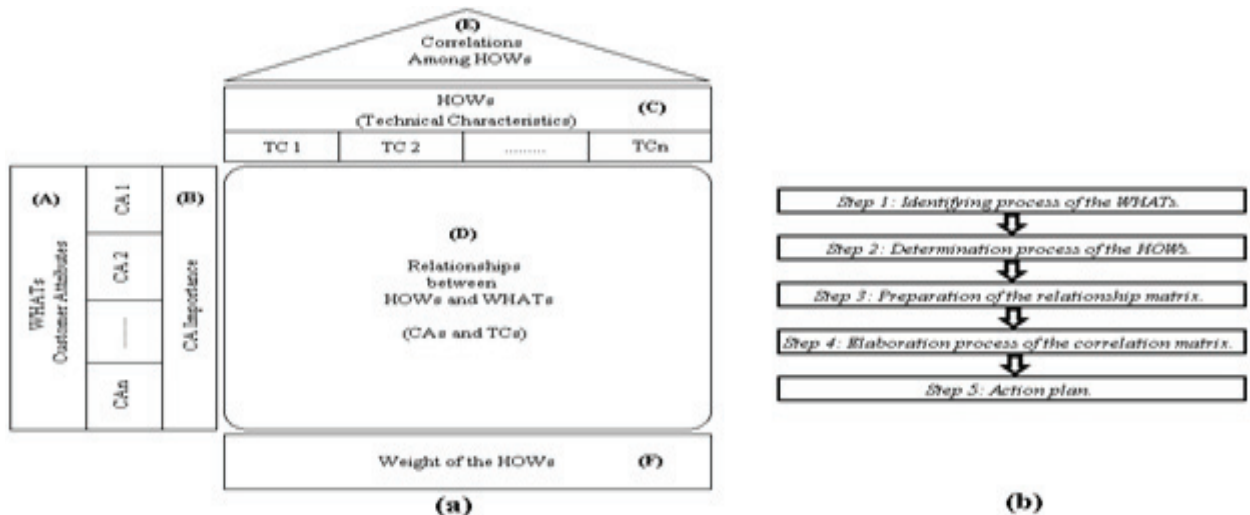 (E)
Correlations
Among HOWs
HOWs
(C)
(Technical Characteristics)
TC 1
TC 2
.........
TCn
(A)
WHATs
Customer Attributes
CA 1
CA 2
CAn
(B)
CA Importance
(D)
Relationships
between
HOWs and WHATs
(CAs and TCs)
Weight of the HOWs
(F)
(a)
Step 1: Identifying process of the WHATs.
Step 2: Determination process of the HOWs.
Step 3: Preparation of the relationship matrix.
Step 4: Elaboration process of the correlation matrix.
Step 5: Action plan.
(b)